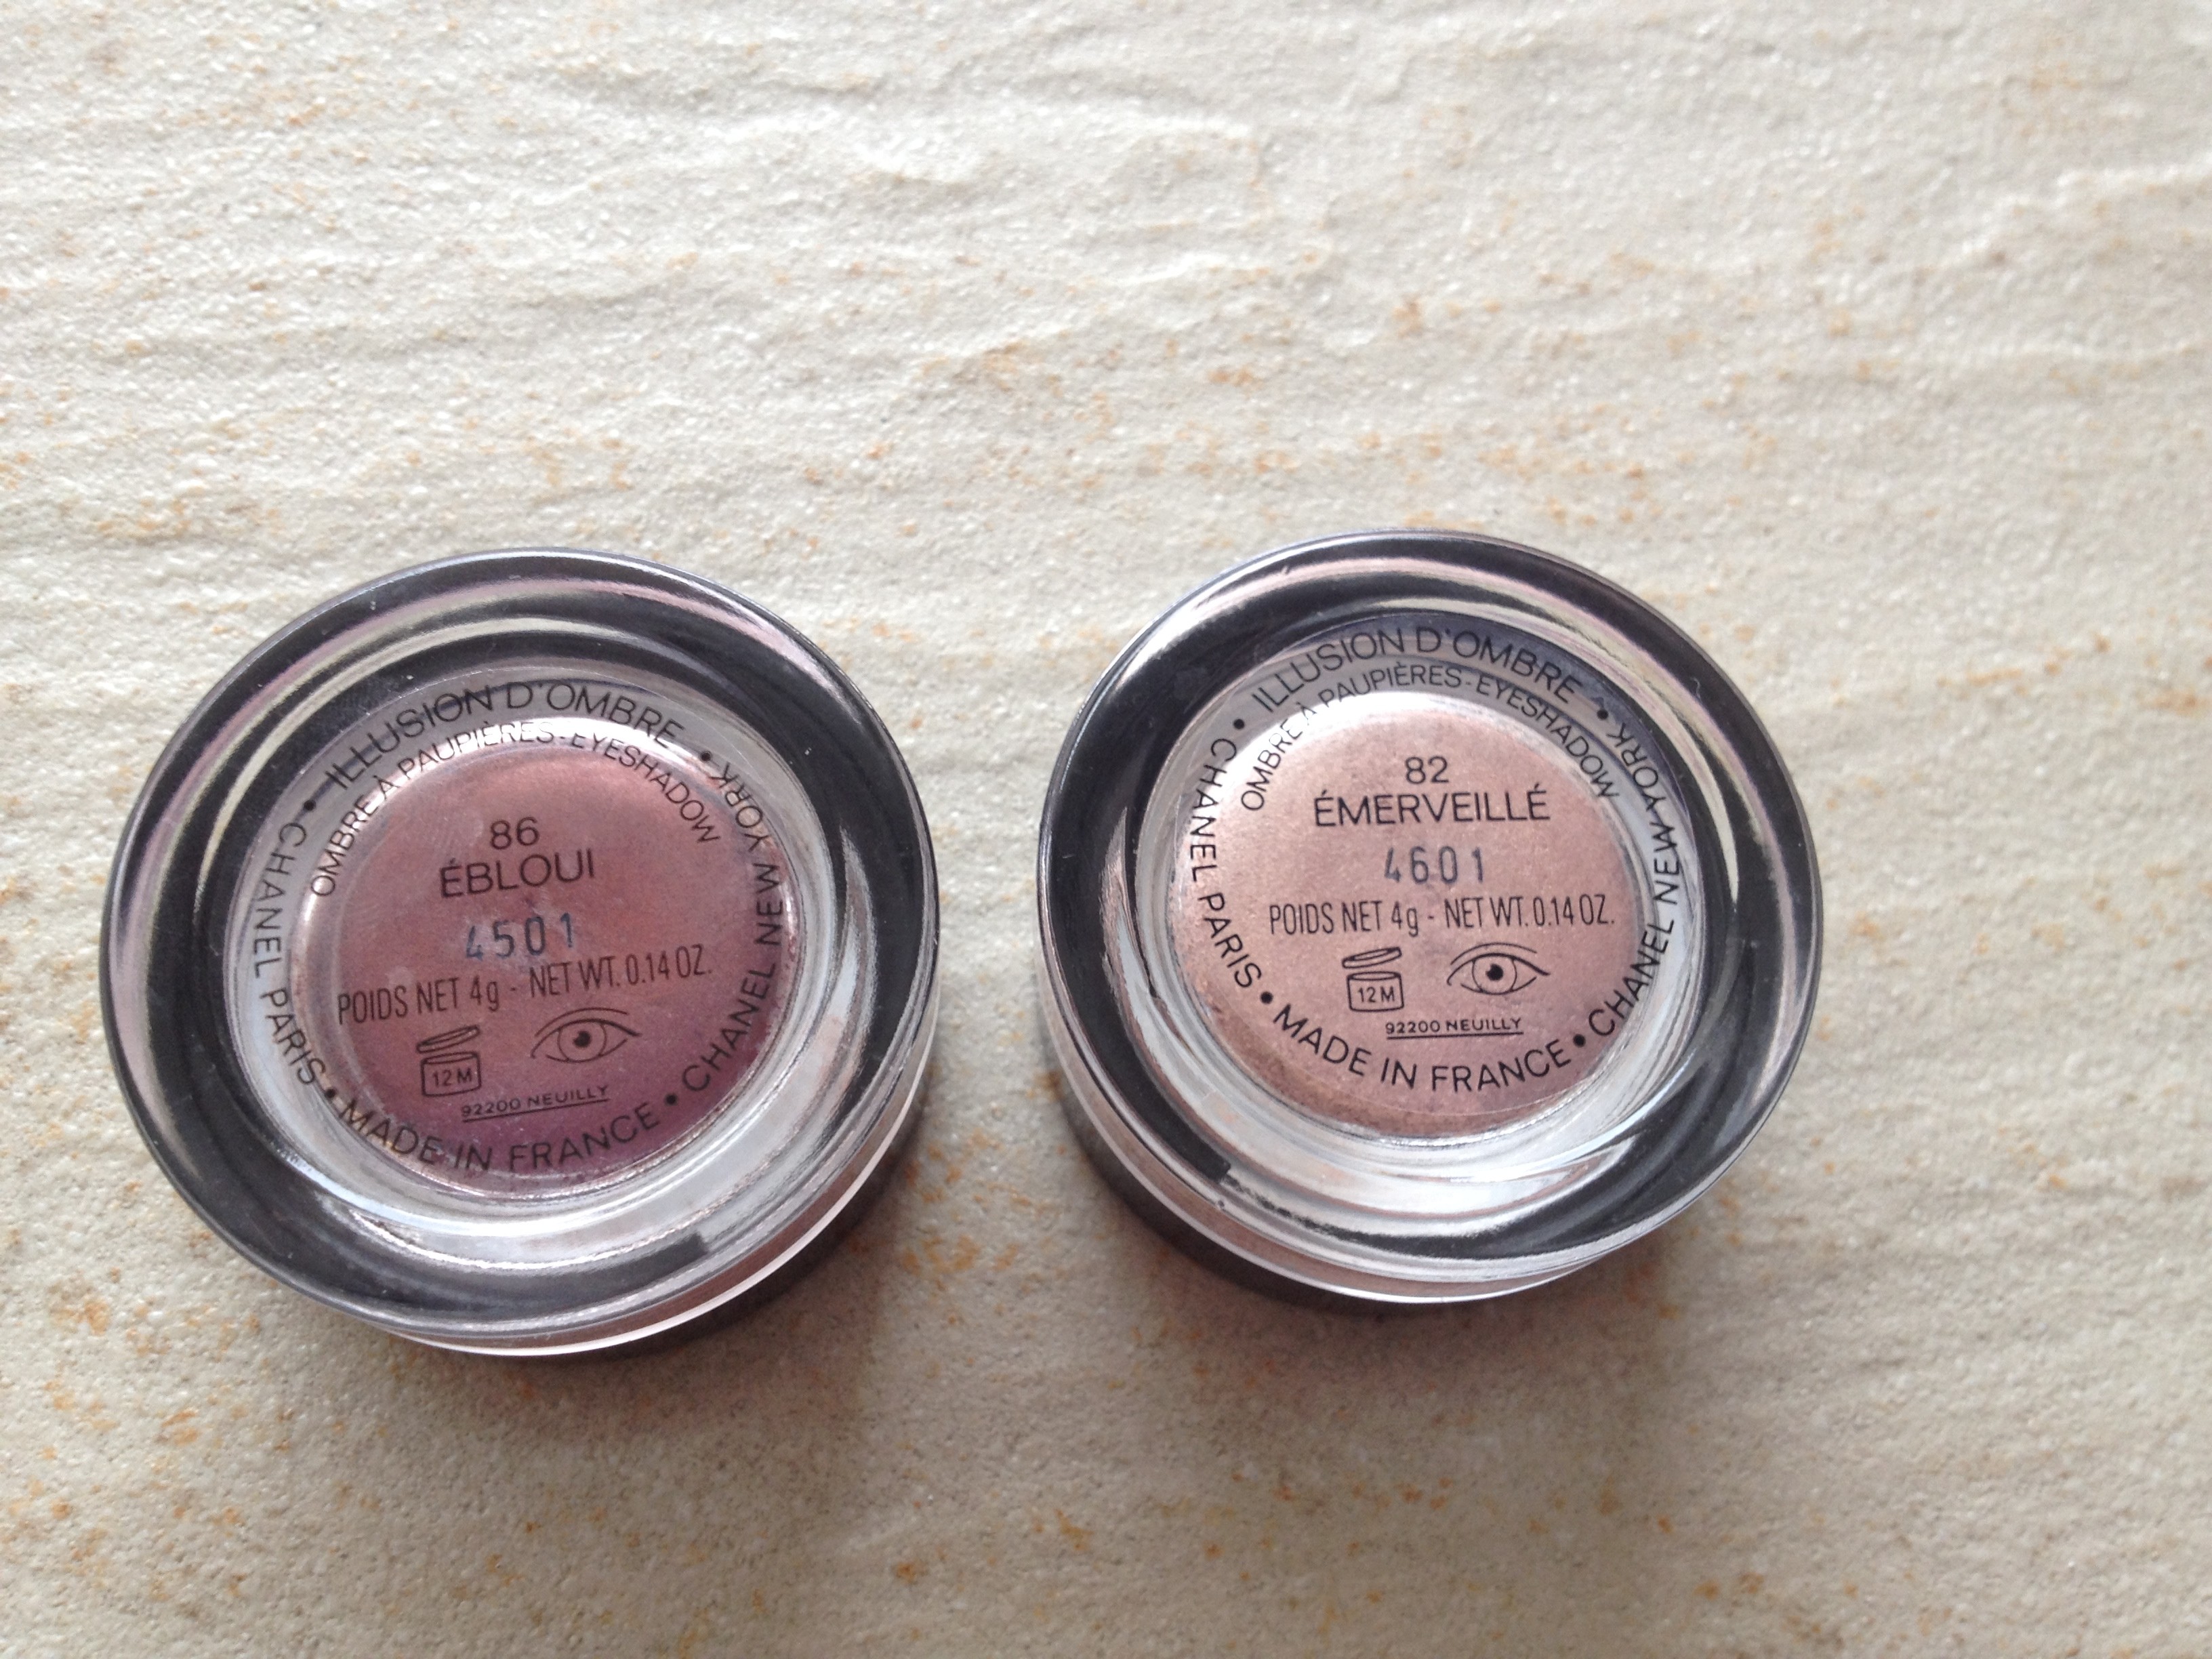 • ILLUSION D'OMBRE •
OMBRE À PAUPIÈRES - EYESHADOW
86
ÉBLOUI
4501
POIDS NET 4g - NET WT. 0.14 OZ.
12 M
92200 NEUILLY
CHANEL PARIS • MADE IN FRANCE • CHANEL NEW YORK
• ILLUSION D'OMBRE •
OMBRE À PAUPIÈRES - EYESHADOW
82
ÉMERVEILLÉ
4601
POIDS NET 4g - NET WT. 0.14 OZ.
12 M
92200 NEUILLY
CHANEL PARIS • MADE IN FRANCE • CHANEL NEW YORK